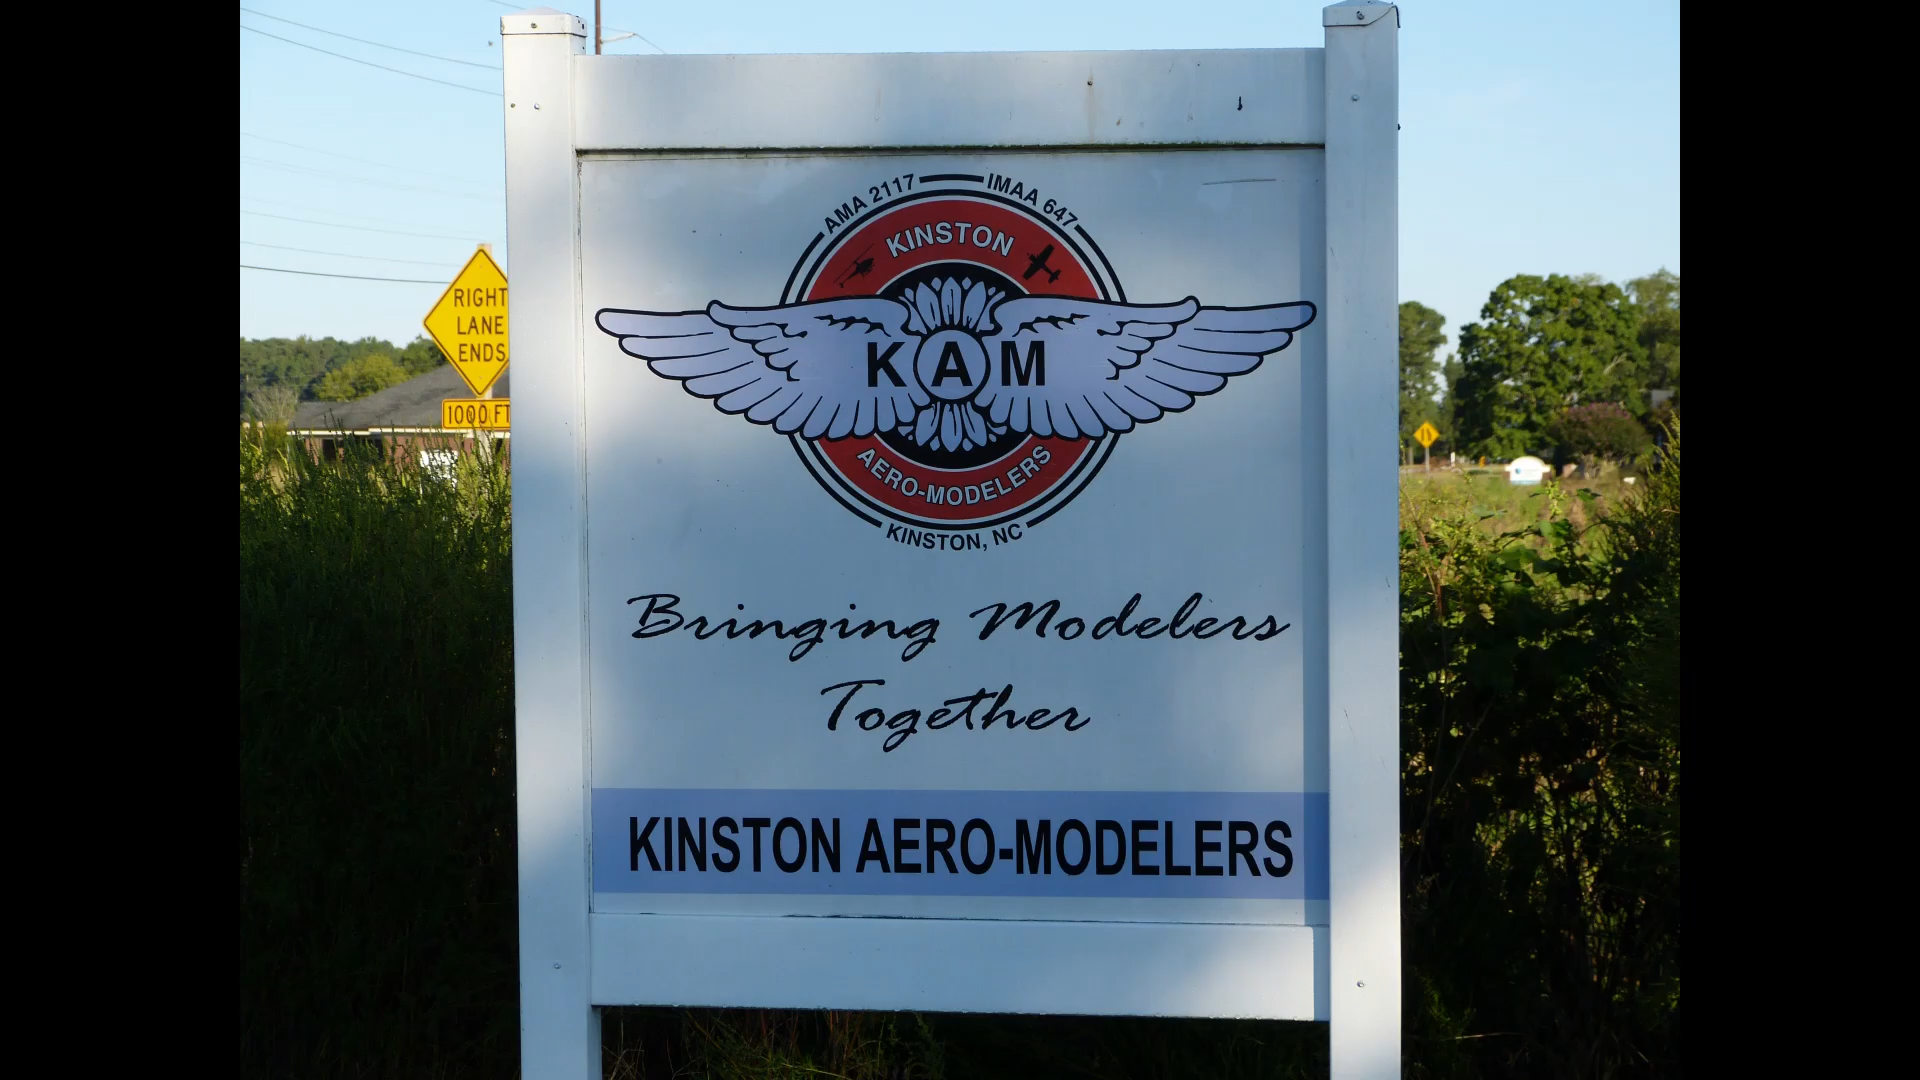 AMA 2117 IMAA 647
KINSTON
KAM
AERO-MODELERS
KINSTON, NC
Bringing Modelers
Together
KINSTON AERO-MODELERS
RIGHT
LANE
ENDS
1000 FT